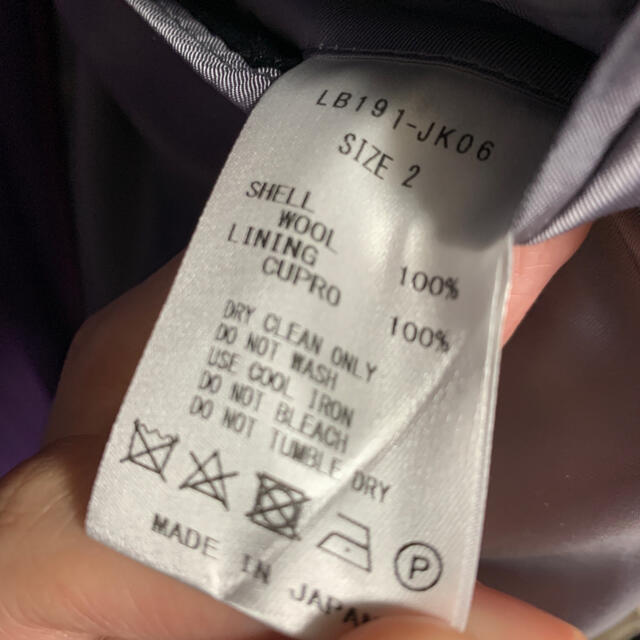 LB191-JK06
SIZE 2
SHELL
WOOL 100%
LINING
CUPRO 100%
DRY CLEAN ONLY
DO NOT WASH
USE COOL IRON
DO NOT BLEACH
DO NOT TUMBLE DRY
P
MADE IN JAPAN